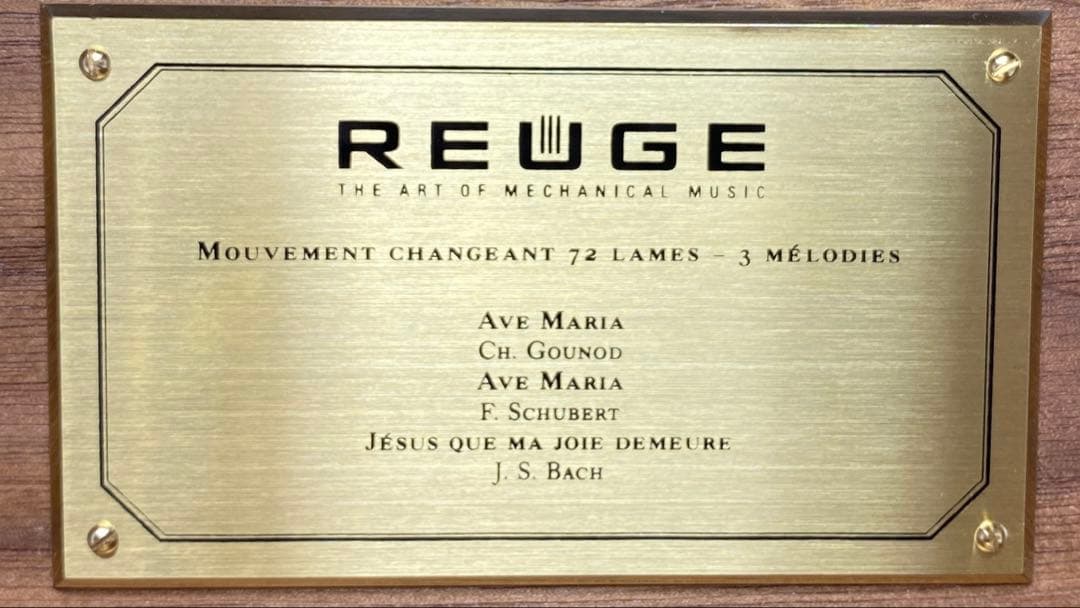 REUGE
THE ART OF MECHANICAL MUSIC
MOUVEMENT CHANGEANT 72 LAMES – 3 MÉLODIES
AVE MARIA
CH. GOUNOD
AVE MARIA
F. SCHUBERT
JÉSUS QUE MA JOIE DEMEURE
J. S. BACH